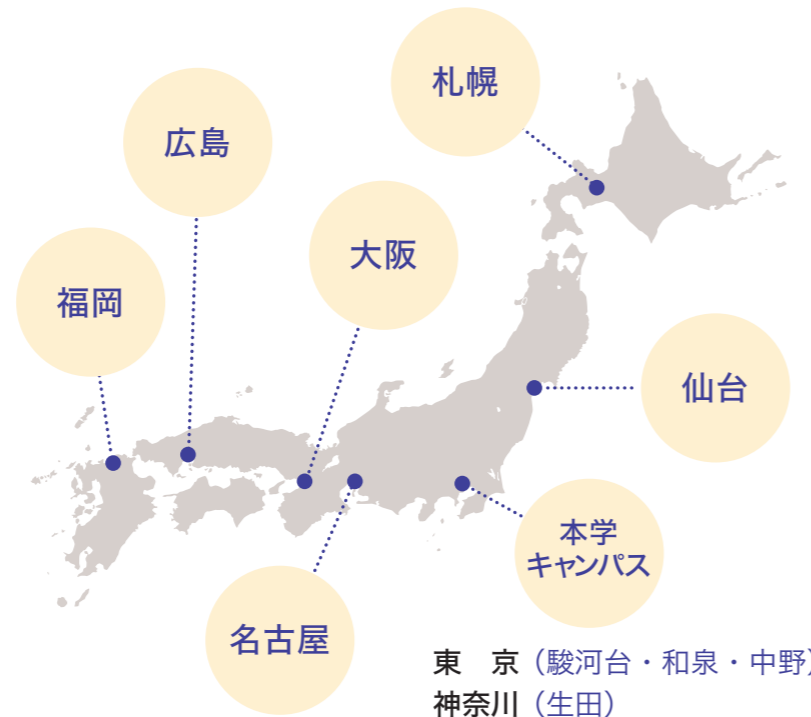 札幌
広島
大阪
福岡
仙台
本学
キャンパス
名古屋
東　京（駿河台・和泉・中野）
神奈川（生田）